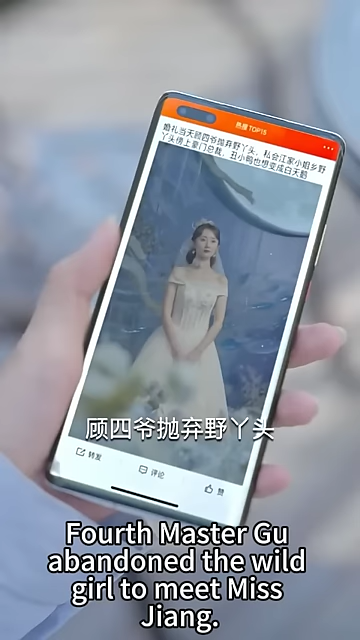 热度TOP15
婚礼当天顾四爷抛弃野丫头，私会江家小姐乡野
丫头傍上豪门总裁，丑小鸭也想变成白天鹅
顾四爷抛弃野丫头
转发
评论
赞
Fourth Master Gu
abandoned the wild
girl to meet Miss
Jiang.